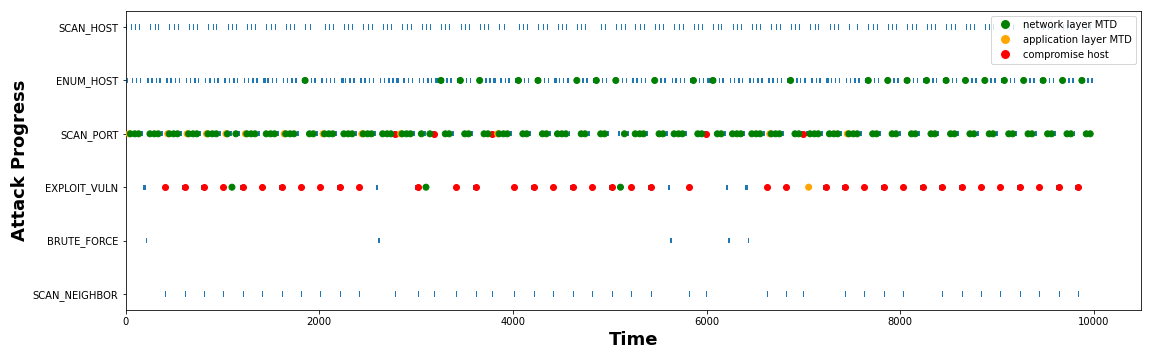 SCAN_HOST
ENUM_HOST
SCAN_PORT
EXPLOIT_VULN
BRUTE_FORCE
SCAN_NEIGHBOR
Attack Progress
network layer MTD
application layer MTD
compromise host
0 2000 4000 6000 8000 10000
Time